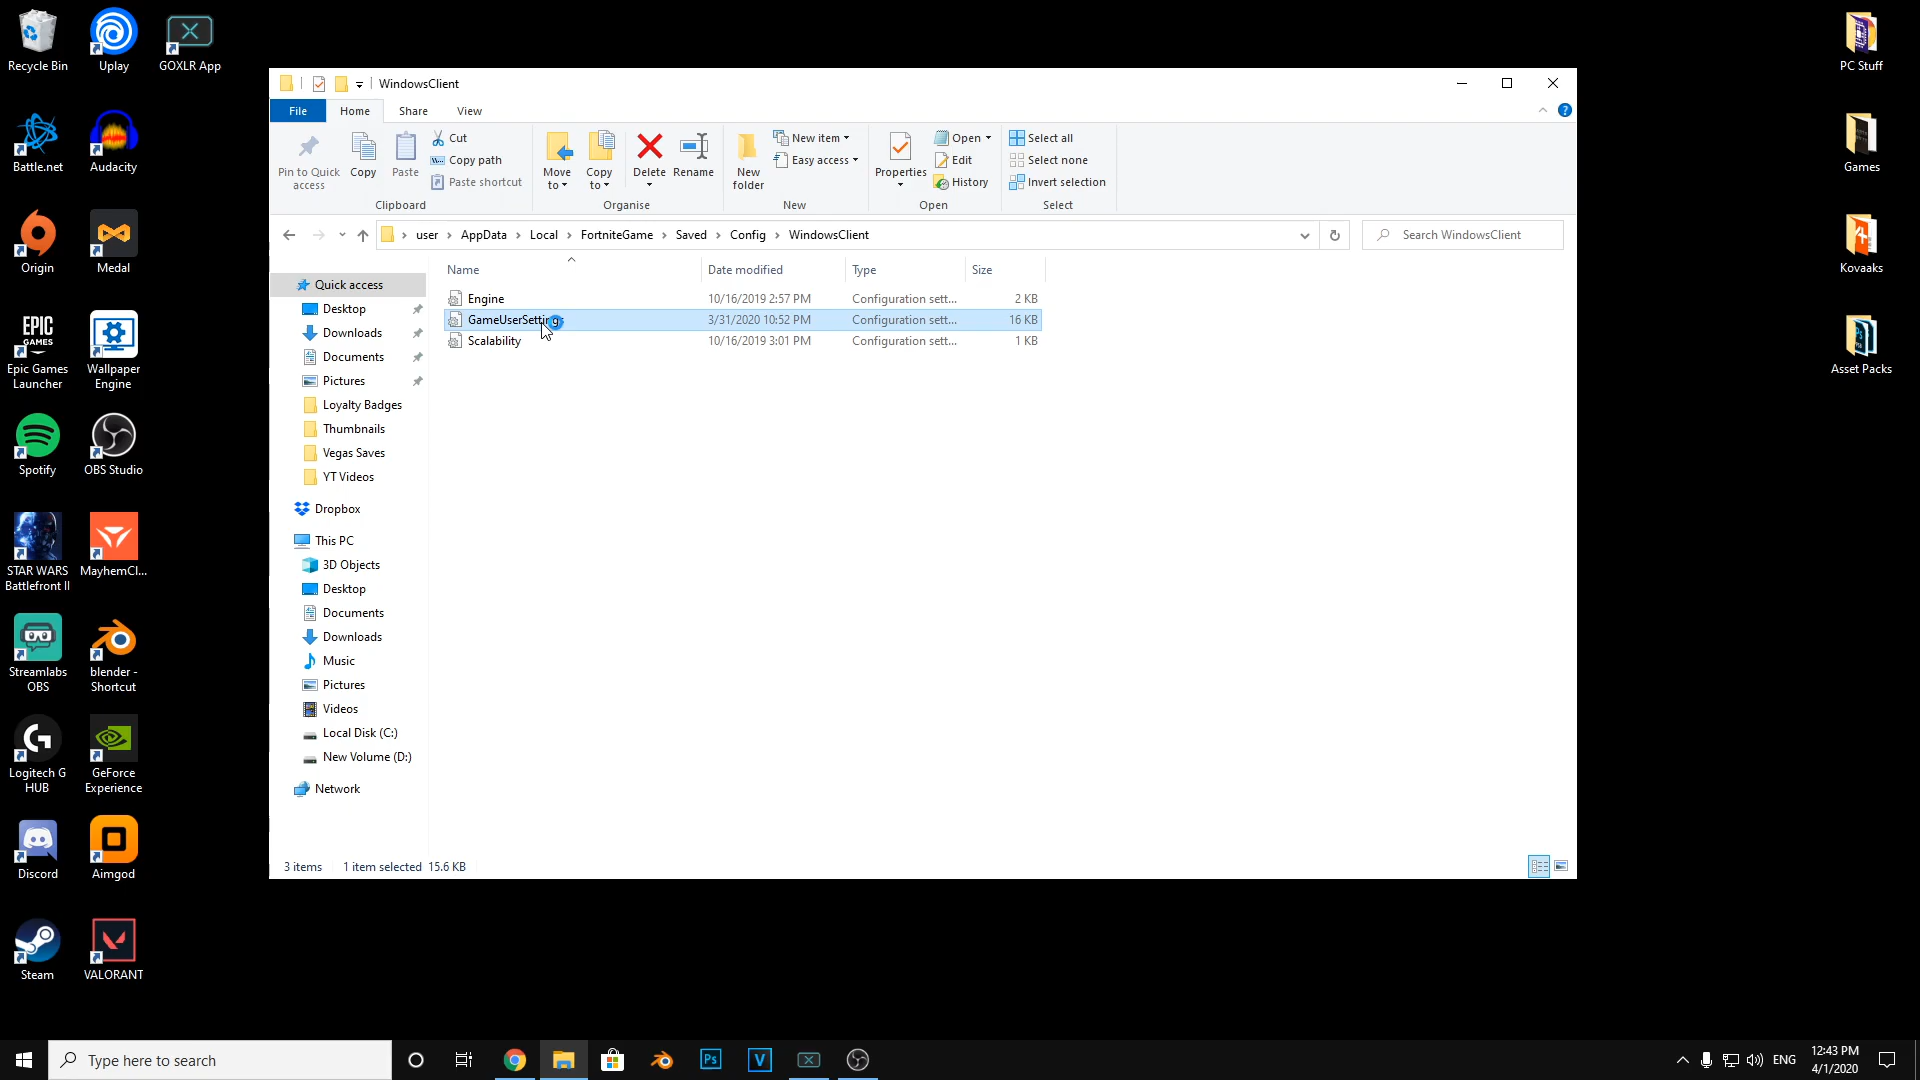 Recycle Bin
Uplay
GOXLR App
Battle.net
Audacity
Origin
Medal
EPIC
GAMES
Epic Games
Launcher
Wallpaper
Engine
Spotify
OBS Studio
STAR WARS
Battlefront II
MayhemCl...
Streamlabs
OBS
blender -
Shortcut
Logitech G
HUB
GeForce
Experience
Discord
Aimgod
Steam
VALORANT
WindowsClient
File
Home
Share
View
Pin to Quick
access
Copy
Paste
Cut
Copy path
Paste shortcut
Clipboard
Move
to
Copy
to
Delete
Rename
Organise
New
folder
New item
Easy access
New
Properties
Open
Edit
History
Open
Select all
Select none
Invert selection
Select
user > AppData > Local > FortniteGame > Saved > Config > WindowsClient
Search WindowsClient
Name Date modified Type Size
Engine 10/16/2019 2:57 PM Configuration sett... 2 KB
GameUserSettings 3/31/2020 10:52 PM Configuration sett... 16 KB
Scalability 10/16/2019 3:01 PM Configuration sett... 1 KB
Quick access
Desktop
Downloads
Documents
Pictures
Loyalty Badges
Thumbnails
Vegas Saves
YT Videos
Dropbox
This PC
3D Objects
Desktop
Documents
Downloads
Music
Pictures
Videos
Local Disk (C:)
New Volume (D:)
Network
3 items 1 item selected 15.6 KB
PC Stuff
Games
Kovaaks
Asset Packs
Type here to search
Ps
V
ENG
12:43 PM
4/1/2020